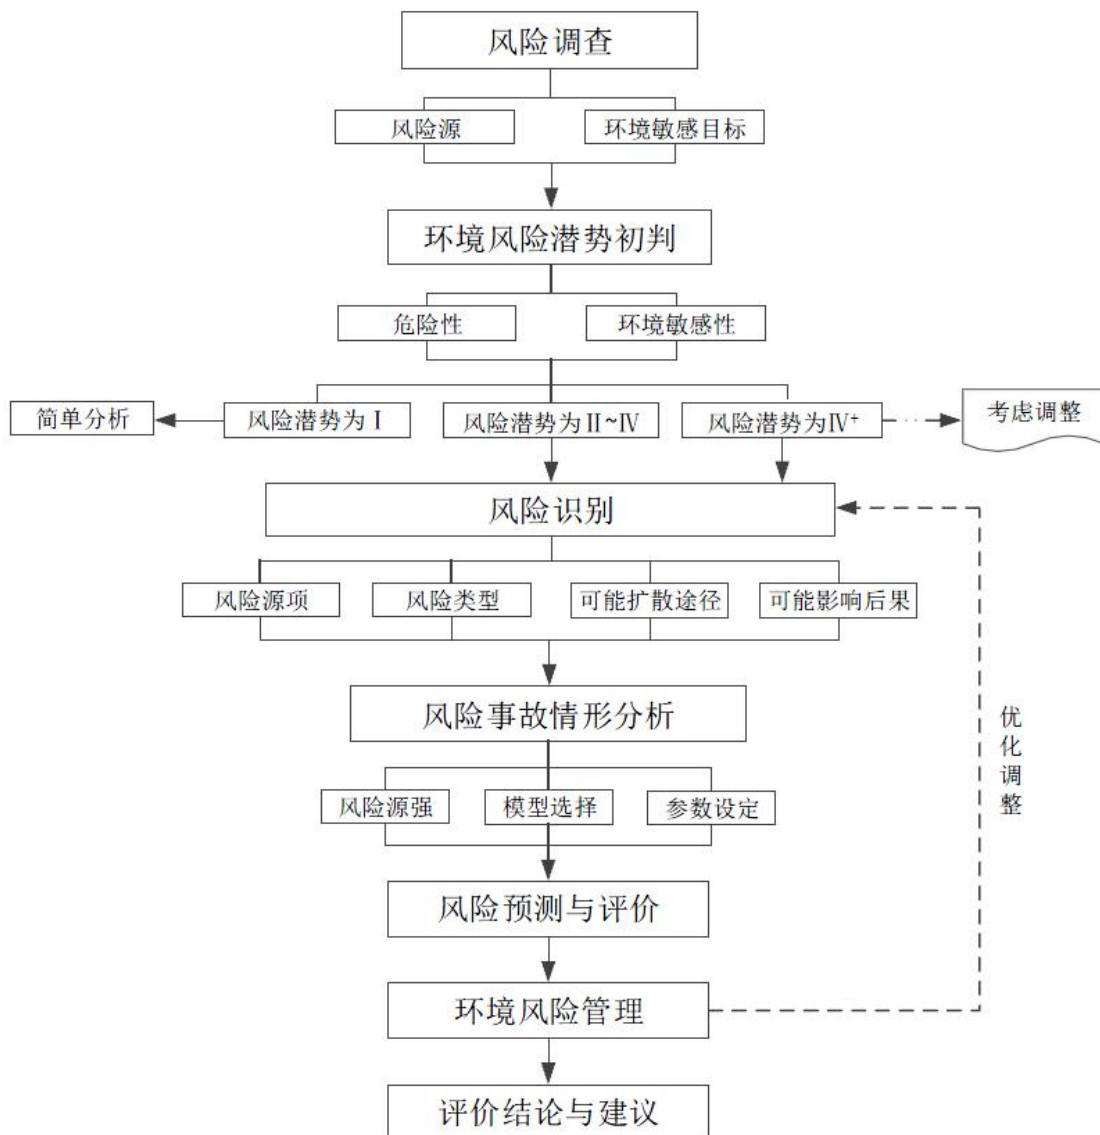 风险调查
风险源
环境敏感目标
环境风险潜势初判
危险性
环境敏感性
简单分析
风险潜势为Ⅰ
风险潜势为Ⅱ~Ⅳ
风险潜势为Ⅳ⁺
考虑调整
风险识别
风险源项
风险类型
可能扩散途径
可能影响后果
风险事故情形分析
优化调整
风险源强
模型选择
参数设定
风险预测与评价
环境风险管理
评价结论与建议